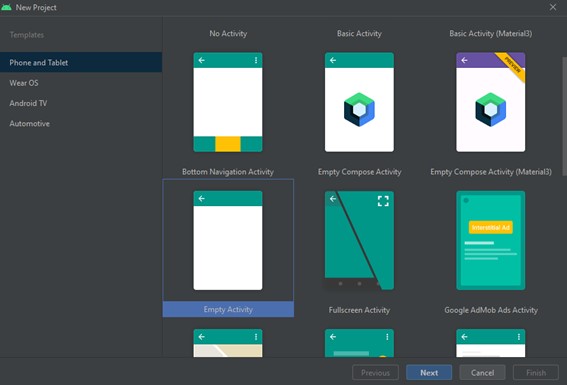 New Project
Templates
Phone and Tablet
Wear OS
Android TV
Automotive
No Activity
Basic Activity
Basic Activity (Material3)
PREVIEW
Bottom Navigation Activity
Empty Compose Activity
Empty Compose Activity (Material3)
Interstitial Ad
Empty Activity
Fullscreen Activity
Google AdMob Ads Activity
Previous
Next
Cancel
Finish